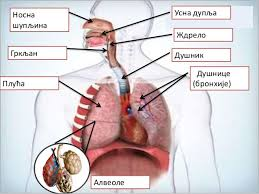 Носна
шупљина
Гркљан
Плућа
Усна дупља
Ждрело
Душник
Душнице
(бронхије)
Алвеоле